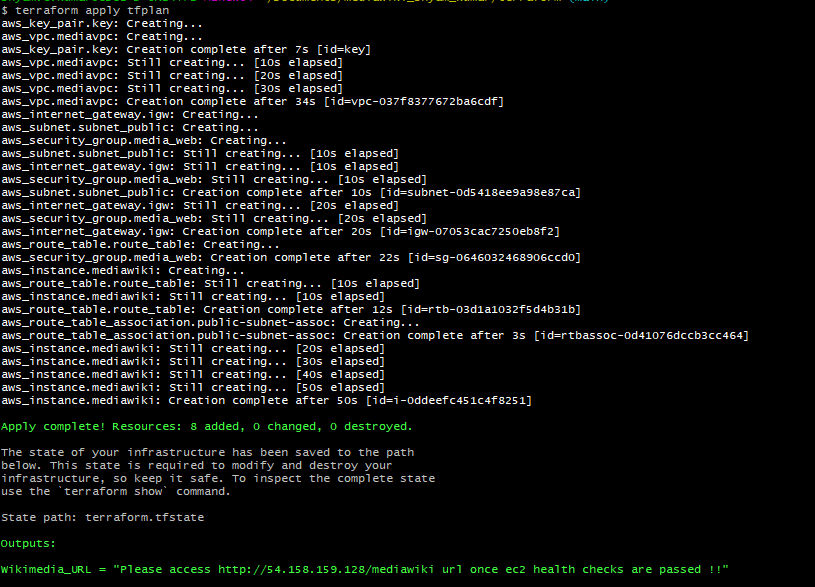 $ terraform apply tfplan
aws_key_pair.key: Creating...
aws_vpc.mediavpc: Creating...
aws_key_pair.key: Creation complete after 7s [id=key]
aws_vpc.mediavpc: Still creating... [10s elapsed]
aws_vpc.mediavpc: Still creating... [20s elapsed]
aws_vpc.mediavpc: Still creating... [30s elapsed]
aws_vpc.mediavpc: Creation complete after 34s [id=vpc-037f8377672ba6cdf]
aws_internet_gateway.igw: Creating...
aws_subnet.subnet_public: Creating...
aws_security_group.media_web: Creating...
aws_subnet.subnet_public: Still creating... [10s elapsed]
aws_internet_gateway.igw: Still creating... [10s elapsed]
aws_security_group.media_web: Still creating... [10s elapsed]
aws_subnet.subnet_public: Creation complete after 10s [id=subnet-0d5418ee9a98e87ca]
aws_internet_gateway.igw: Still creating... [20s elapsed]
aws_security_group.media_web: Still creating... [20s elapsed]
aws_internet_gateway.igw: Creation complete after 20s [id=igw-07053cac7250eb8f2]
aws_route_table.route_table: Creating...
aws_security_group.media_web: Creation complete after 22s [id=sg-0646032468906ccd0]
aws_instance.mediawiki: Creating...
aws_route_table.route_table: Still creating... [10s elapsed]
aws_instance.mediawiki: Still creating... [10s elapsed]
aws_route_table.route_table: Creation complete after 12s [id=rtb-03d1a1032f5d4b31b]
aws_route_table_association.public-subnet-assoc: Creating...
aws_route_table_association.public-subnet-assoc: Creation complete after 3s [id=rtbassoc-0d41076dccb3cc464]
aws_instance.mediawiki: Still creating... [20s elapsed]
aws_instance.mediawiki: Still creating... [30s elapsed]
aws_instance.mediawiki: Still creating... [40s elapsed]
aws_instance.mediawiki: Still creating... [50s elapsed]
aws_instance.mediawiki: Creation complete after 50s [id=i-0ddeefc451c4f8251]
Apply complete! Resources: 8 added, 0 changed, 0 destroyed.
The state of your infrastructure has been saved to the path
below. This state is required to modify and destroy your
infrastructure, so keep it safe. To inspect the complete state
use the `terraform show` command.
State path: terraform.tfstate
Outputs:
Wikimedia_URL = "Please access http://54.158.159.128/mediawiki url once ec2 health checks are passed !!"